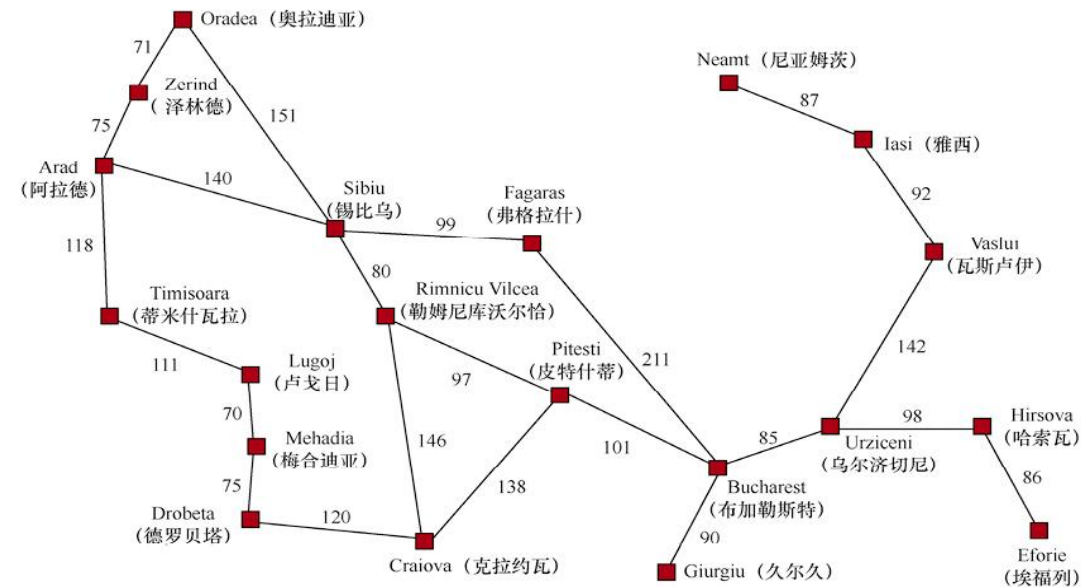 Oradea（奥拉迪亚）
71
Neamt（尼亚姆茨）
Zerind
（泽林德）
87
151
75
Iasi（雅西）
Arad
（阿拉德）
140
Sibiu
（锡比乌）
Fagaras
（弗格拉什）
92
99
118
Vaslui
（瓦斯卢伊）
80
Timisoara
（蒂米什瓦拉）
Rimnicu Vilcea
（勒姆尼库沃尔恰）
142
Pitesti
（皮特什蒂）
111
Lugoj
（卢戈日）
211
97
70
98
Hirsova
（哈索瓦）
Mehadia
（梅合迪亚）
146
101
85
Urziceni
（乌尔济切尼）
75
138
86
Bucharest
（布加勒斯特）
Drobeta
（德罗贝塔）
120
90
Eforie
（埃福列）
Craiova（克拉约瓦）
Giurgiu（久尔久）